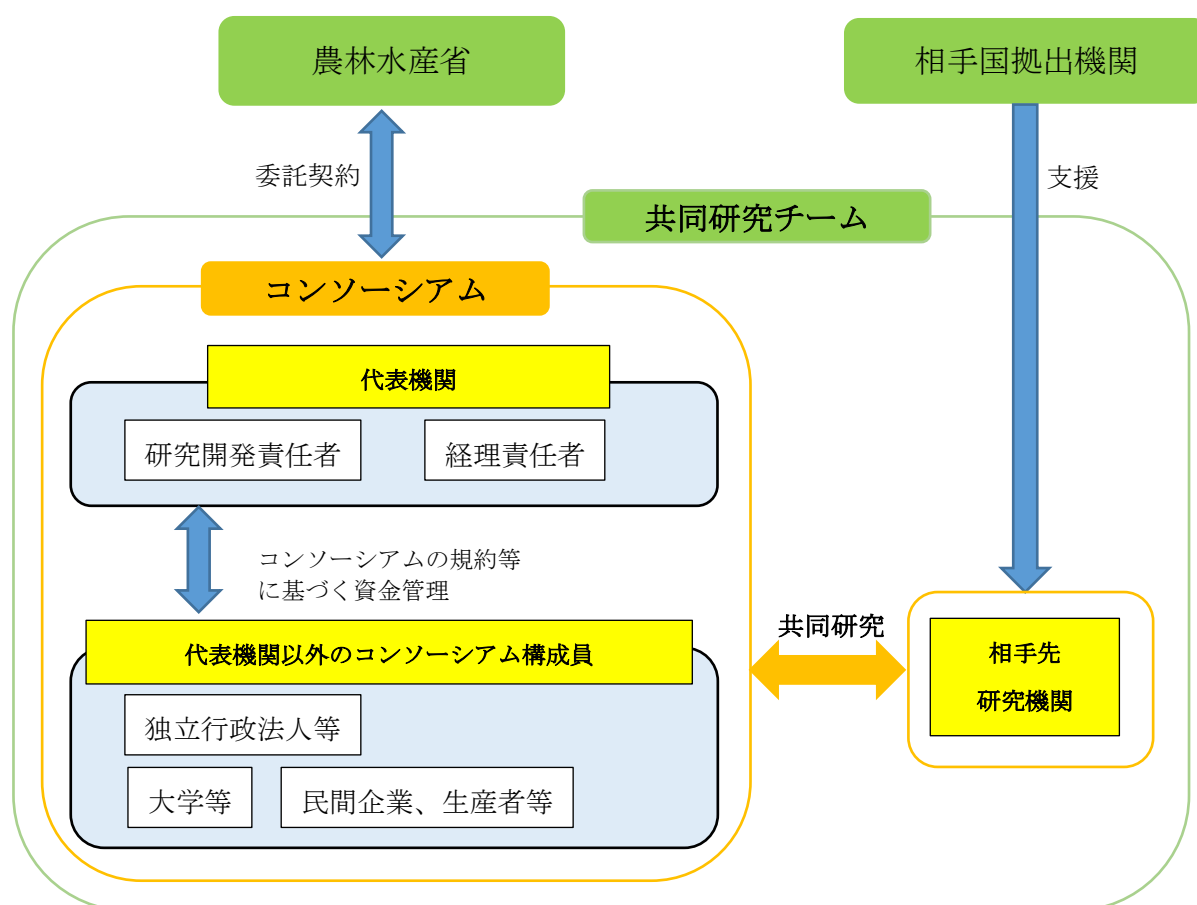 農林水産省
相手国拠出機関
委託契約
支援
共同研究チーム
コンソーシアム
代表機関
研究開発責任者
経理責任者
コンソーシアムの規約等
に基づく資金管理
代表機関以外のコンソーシアム構成員
独立行政法人等
大学等
民間企業、生産者等
共同研究
相手先
研究機関